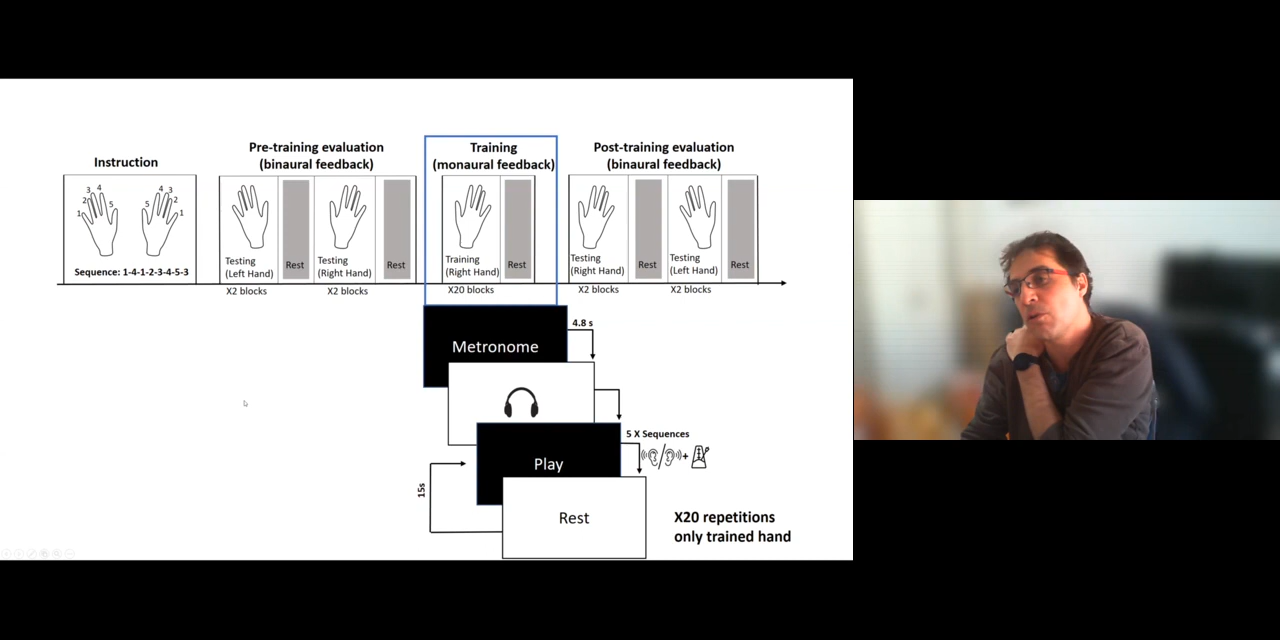 Instruction
3 4
2
1
5
4 3
2
5
1
Sequence: 1-4-1-2-3-4-5-3
Pre-training evaluation
(binaural feedback)
Testing
(Left Hand)
Rest
Testing
(Right Hand)
Rest
X2 blocks
X2 blocks
Training
(monaural feedback)
Training
(Right Hand)
Rest
X20 blocks
Post-training evaluation
(binaural feedback)
Testing
(Right Hand)
Rest
Testing
(Left Hand)
Rest
X2 blocks
X2 blocks
Metronome
4.8 s
Play
5 X Sequences
/
+
15s
Rest
X20 repetitions
only trained hand